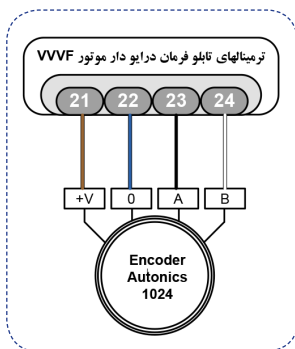 ترمینالهای تابلو فرمان درایو دار موتور VVVF
21 22 23 24
+V 0 A B
Encoder
Autonics
1024